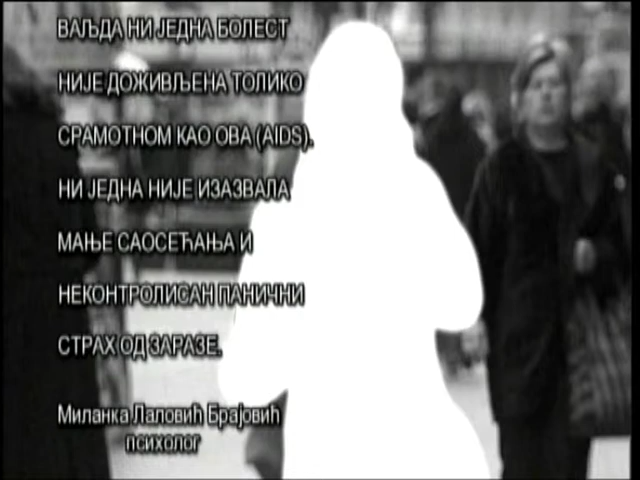 ВАЉДА НИ ЈЕДНА БОЛЕСТ
НИЈЕ ДОЖИВЉЕНА ТОЛИКО
СРАМОТНОМ КАО ОВА (AIDS).
НИ ЈЕДНА НИЈЕ ИЗАЗВАЛА
МАЊЕ САОСЕЋАЊА И
НЕКОНТРОЛИСАН ПАНИЧНИ
СТРАХ ОД ЗАРАЗЕ.
Миланка Лаловић Брајовић
психолог